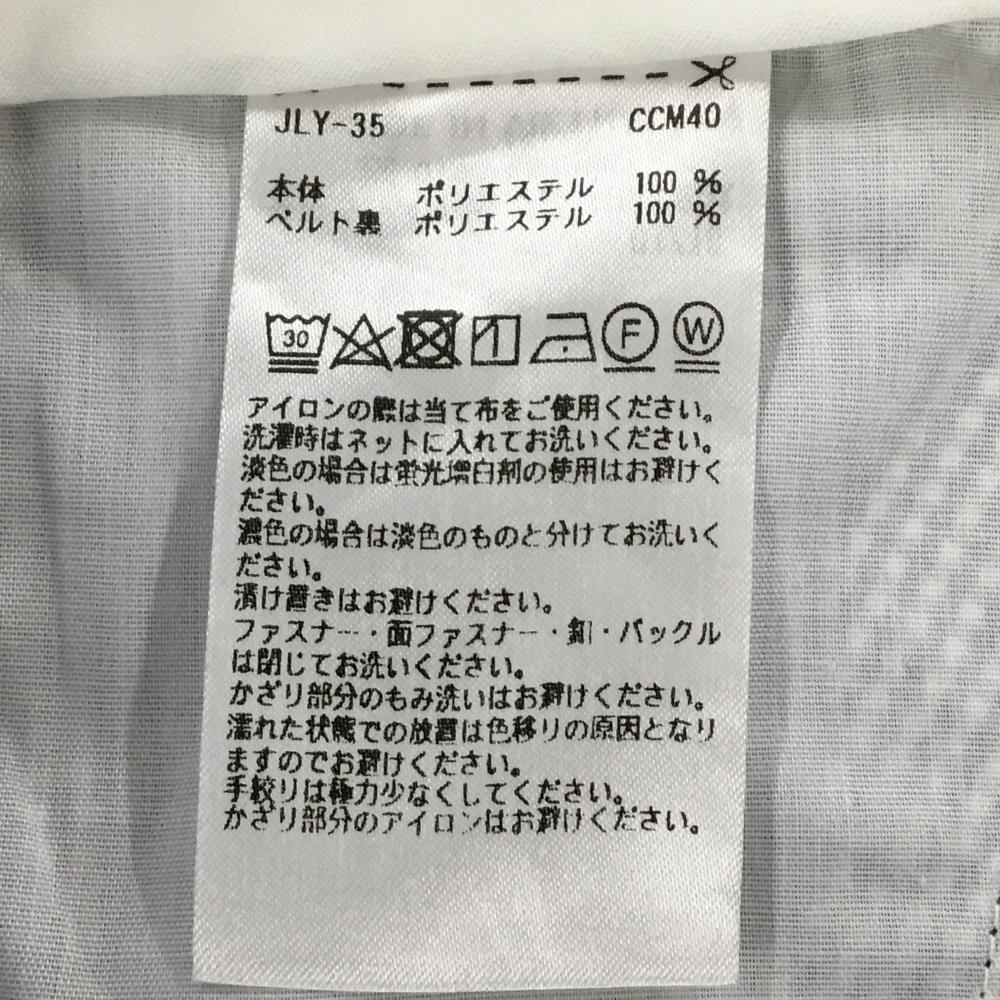 JLY-35 CCM40
本体 ポリエステル 100 %
ベルト裏 ポリエステル 100 %
30 F W
アイロンの際は当て布をご使用ください。
洗濯時はネットに入れてお洗いください。
淡色の場合は蛍光増白剤の使用はお避けく
ださい。
濃色の場合は淡色のものと分けてお洗いく
ださい。
漬け置きはお避けください。
ファスナー・面ファスナー・釦・バックル
は閉じてお洗いください。
かざり部分のもみ洗いはお避けください。
濡れた状態での放置は色移りの原因となり
ますのでお避けください。
手絞りは極力少なくしてください。
かざり部分のアイロンはお避けください。